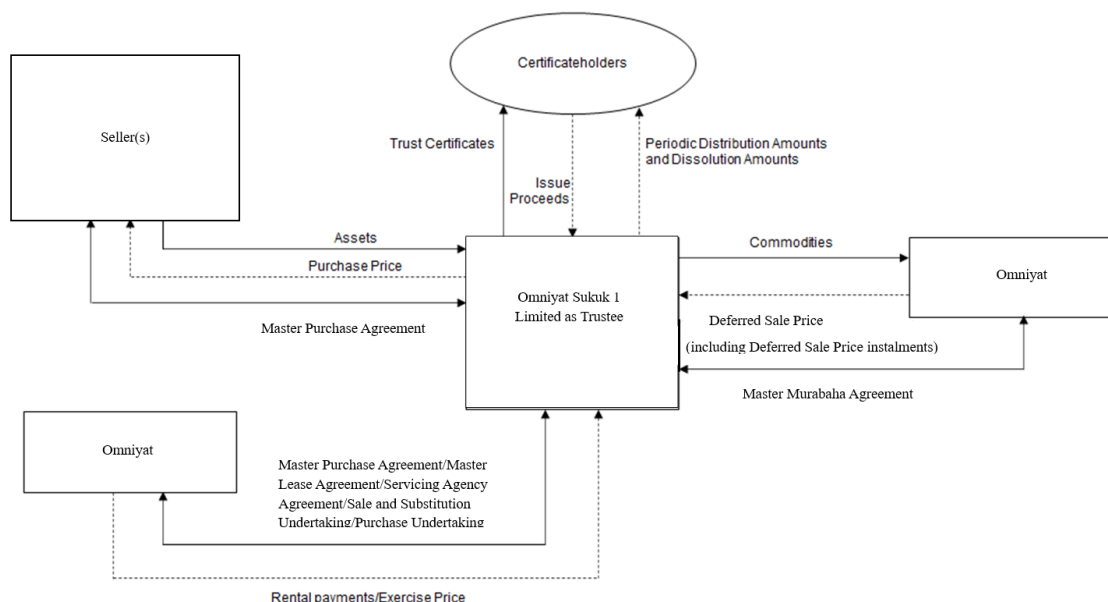 Certificateholders
Seller(s)
Trust Certificates
Periodic Distribution Amounts
and Dissolution Amounts
Issue
Proceeds
Assets
Purchase Price
Master Purchase Agreement
Omniyat Sukuk 1
Limited as Trustee
Commodities
Omniyat
Deferred Sale Price
(including Deferred Sale Price instalments)
Master Murabaha Agreement
Omniyat
Master Purchase Agreement/Master
Lease Agreement/Servicing Agency
Agreement/Sale and Substitution
Undertaking/Purchase Undertaking
Rental payments/Exercise Price